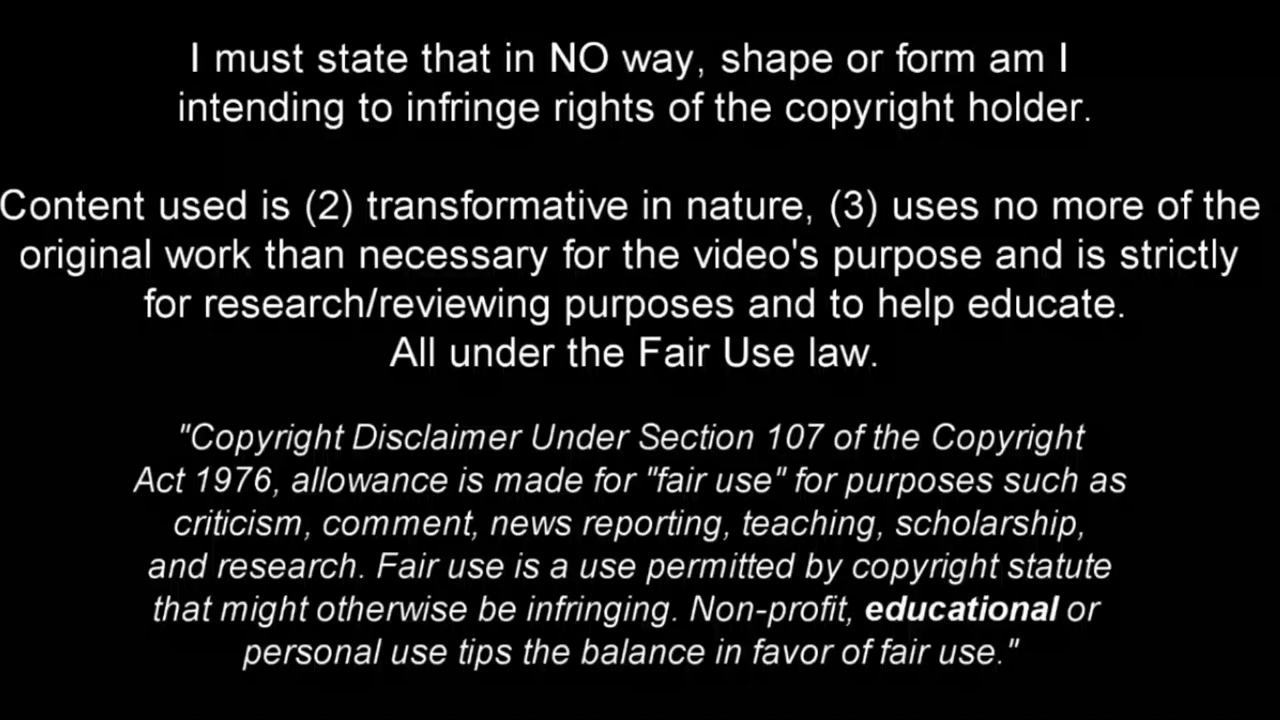 I must state that in NO way, shape or form am I
intending to infringe rights of the copyright holder.
Content used is (2) transformative in nature, (3) uses no more of the
original work than necessary for the video's purpose and is strictly
for research/reviewing purposes and to help educate.
All under the Fair Use law.
"Copyright Disclaimer Under Section 107 of the Copyright
Act 1976, allowance is made for "fair use" for purposes such as
criticism, comment, news reporting, teaching, scholarship,
and research. Fair use is a use permitted by copyright statute
that might otherwise be infringing. Non-profit, educational or
personal use tips the balance in favor of fair use."